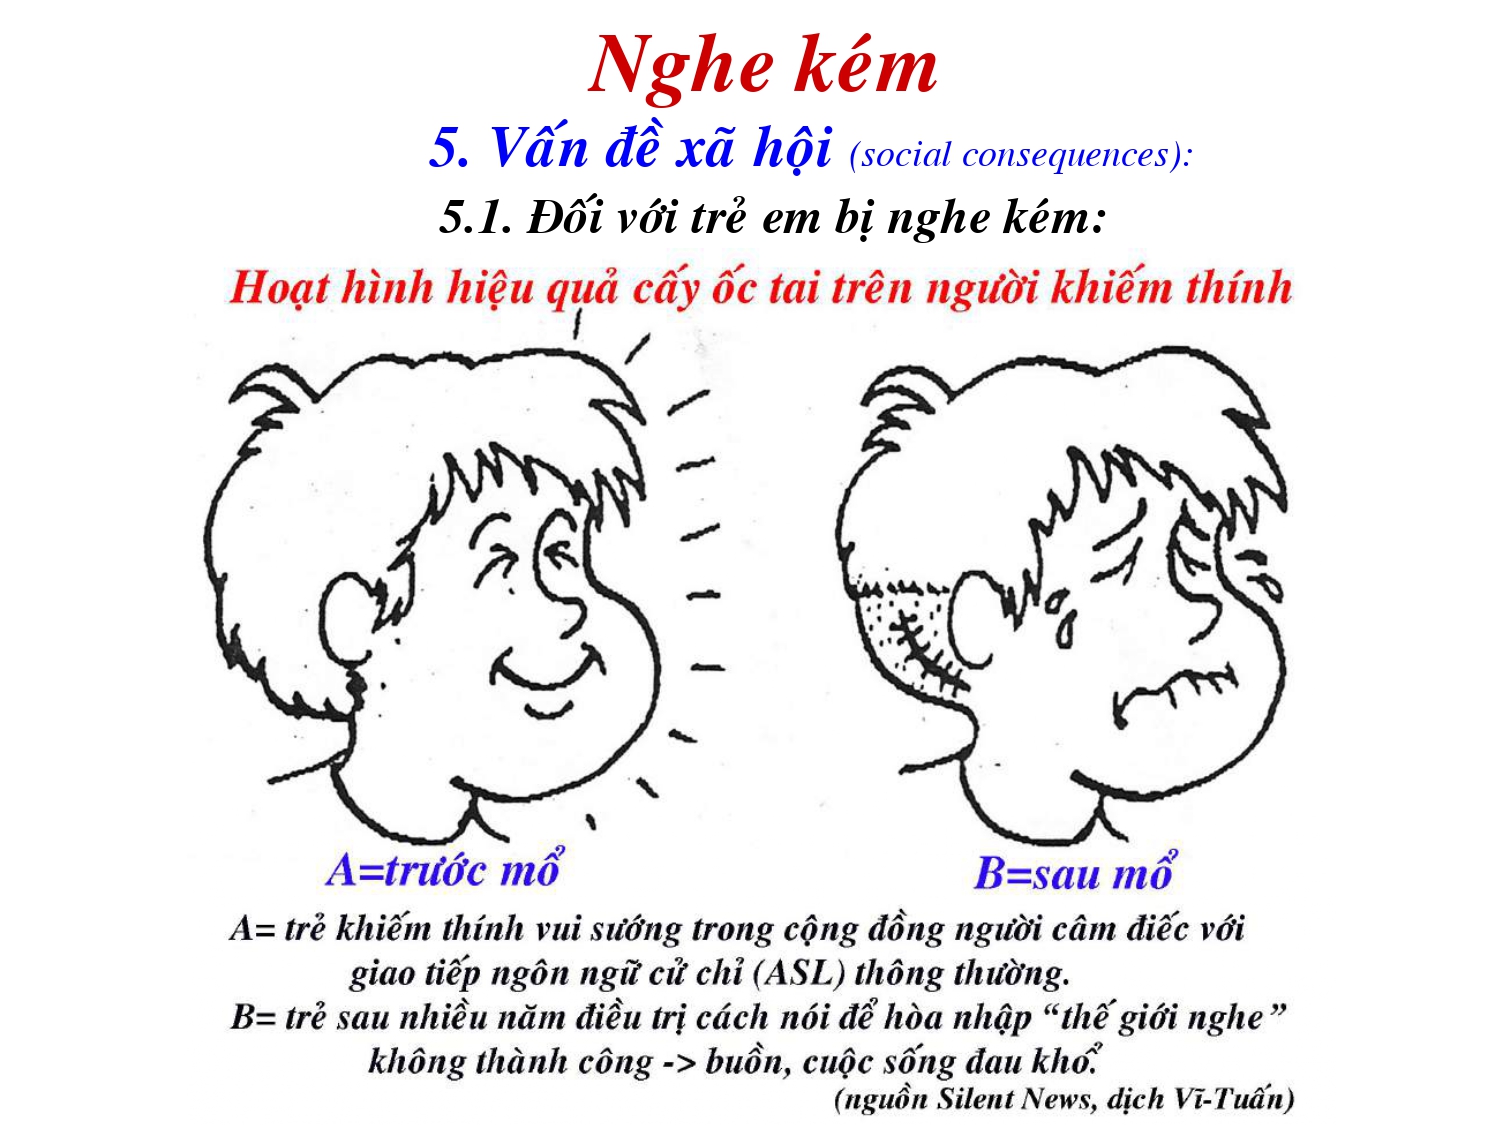 Nghe kém
5. Vấn đề xã hội (social consequences):
5.1. Đối với trẻ em bị nghe kém:
Hoạt hình hiệu quả cấy ốc tai trên người khiếm thính
A=trước mổ
B=sau mổ
A= trẻ khiếm thính vui sướng trong cộng đồng người câm điếc với
giao tiếp ngôn ngữ cử chỉ (ASL) thông thường.
B= trẻ sau nhiều năm điều trị cách nói để hòa nhập “thế giới nghe”
không thành công -> buồn, cuộc sống đau khổ.
(nguồn Silent News, dịch Vĩ-Tuấn)